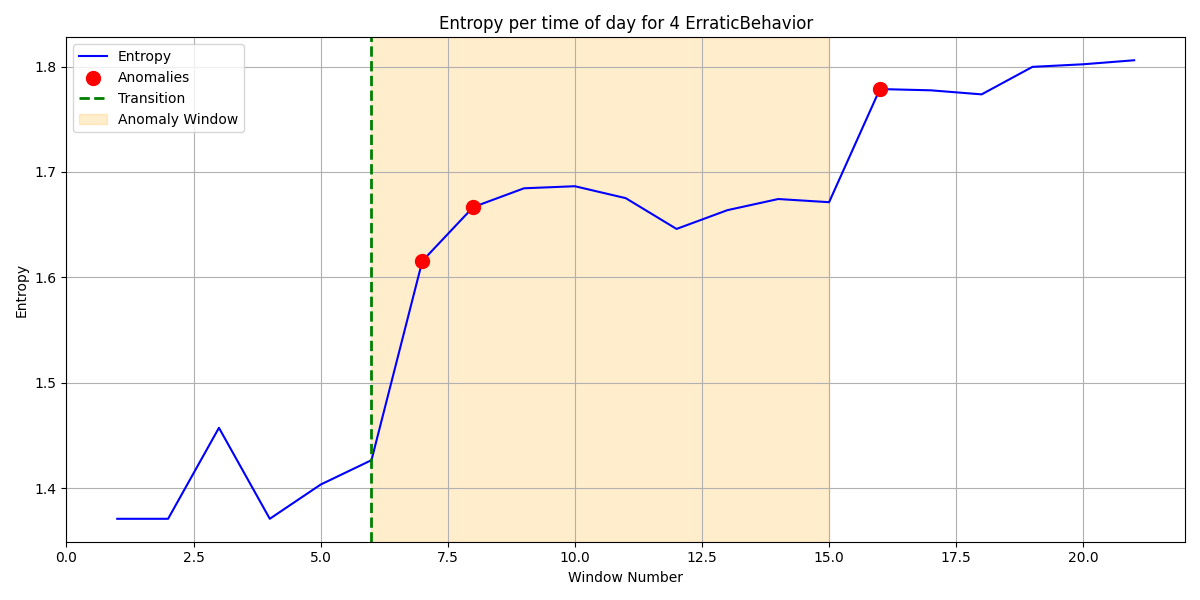 Entropy per time of day for 4 ErraticBehavior
Entropy
Anomalies
Transition
Anomaly Window
1.8
1.7
1.6
1.5
1.4
Entropy
0.0 2.5 5.0 7.5 10.0 12.5 15.0 17.5 20.0
Window Number